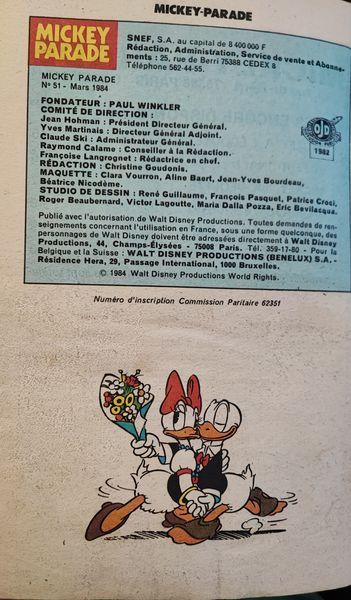 MICKEY-PARADE
MICKEY
PARADE
SNEF, S.A. au capital de 8 400 000 F
Rédaction, Administration, Service de vente et Abonne-
ments : 25, rue de Berri 75388 CEDEX 8
Téléphone 562-44-55.
MICKEY PARADE
N° 51 - Mars 1984
OJD
1982
FONDATEUR : PAUL WINKLER
COMITÉ DE DIRECTION :
Jean Hohman : Président Directeur Général.
Yves Martinais : Directeur Général Adjoint.
Claude Ski : Administrateur Général.
Raymond Calame : Conseiller à la Rédaction.
Françoise Langrognet : Rédactrice en chef.
RÉDACTION : Christine Goudonis.
MAQUETTE : Clara Vourron, Aline Baert, Jean-Yves Bourdeau,
Béatrice Nicodème.
STUDIO DE DESSIN : René Guillaume, François Pasquet, Patrice Croci,
Roger Beaubernard, Victor Lagoutte, Maria Dalla Pozza, Eric Bevilacqua.
Publié avec l'autorisation de Walt Disney Productions. Toutes demandes de ren-
seignements concernant l'utilisation en France, sous une forme quelconque, des
personnages de Walt Disney doivent être adressées directement à Walt Disney
Productions, 44, Champs-Élysées - 75008 Paris. Tél. 359-17-80 - Pour la
Belgique et la Suisse : WALT DISNEY PRODUCTIONS (BENELUX) S.A. -
Résidence Hera, 29, Passage International, 1000 Bruxelles.
© 1984 Walt Disney Productions World Rights.
Numéro d'inscription Commission Paritaire 62351